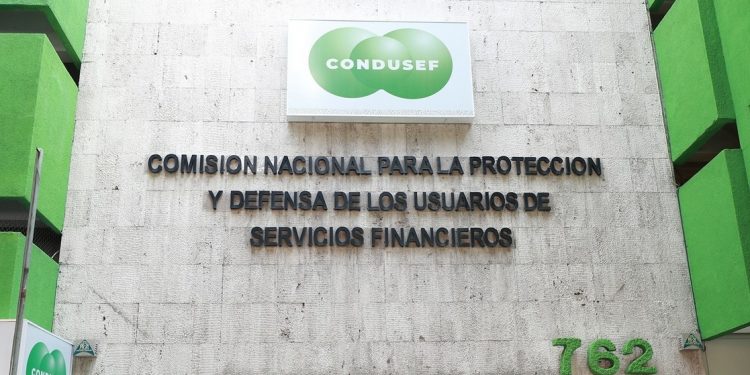 CONDUSEF
COMISION NACIONAL PARA LA PROTECCION
Y DEFENSA DE LOS USUARIOS DE
SERVICIOS FINANCIEROS
762